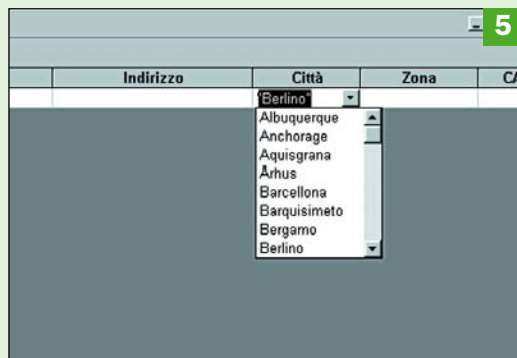 5
Indirizzo Città Zona CA
"Berlino"
Albuquerque
Anchorage
Aquisgrana
Århus
Barcellona
Barquisimeto
Bergamo
Berlino